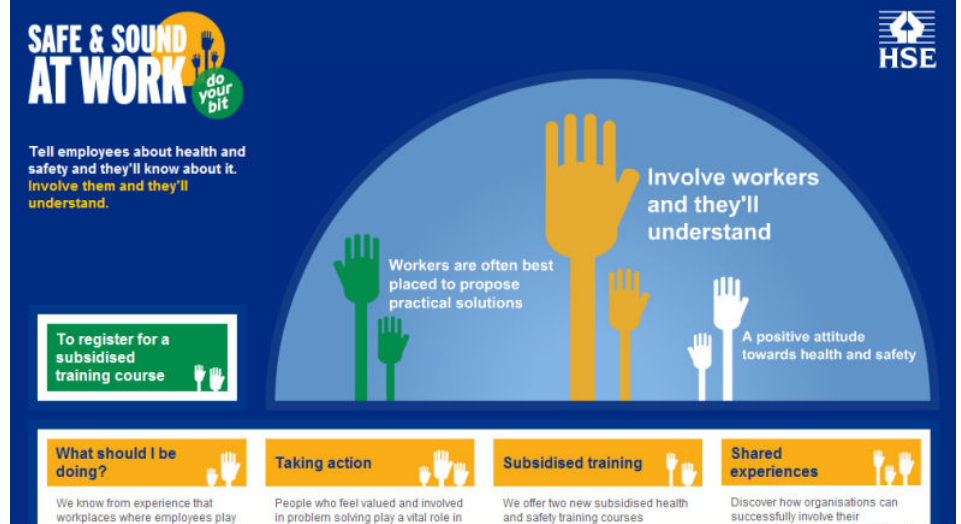 SAFE & SOUND
AT WORK
do
your
bit
HSE
Tell employees about health and
safety and they'll know about it.
Involve them and they'll
understand.
Involve workers
and they'll
understand
Workers are often best
placed to propose
practical solutions
A positive attitude
towards health and safety
To register for a
subsidised
training course
What should I be
doing?
We know from experience that
workplaces where employees play
Taking action
People who feel valued and involved
in problem solving play a vital role in
Subsidised training
We offer two new subsidised health
and safety training courses
Shared
experiences
Discover how organisations can
successfully involve their